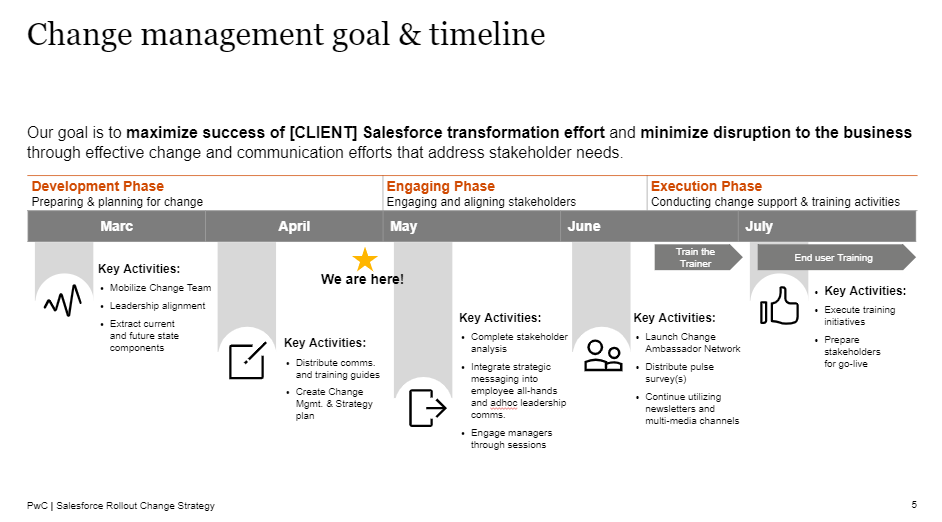 Change management goal & timeline
Our goal is to maximize success of [CLIENT] Salesforce transformation effort and minimize disruption to the business
through effective change and communication efforts that address stakeholder needs.
Development Phase
Preparing & planning for change
Engaging Phase
Engaging and aligning stakeholders
Execution Phase
Conducting change support & training activities
Marc
April
May
June
July
Key Activities:
• Mobilize Change Team
• Leadership alignment
• Extract current
and future state
components
We are here!
Key Activities:
• Distribute comms.
and training guides
• Create Change
Mgmt. & Strategy
plan
Key Activities:
• Complete stakeholder
analysis
• Integrate strategic
messaging into
employee all-hands
and adhoc leadership
comms.
• Engage managers
through sessions
Train the
Trainer
Key Activities:
• Launch Change
Ambassador Network
• Distribute pulse
survey(s)
• Continue utilizing
newsletters and
multi-media channels
End user Training
• Key Activities:
• Execute training
initiatives
• Prepare
stakeholders
for go-live
PwC | Salesforce Rollout Change Strategy
5